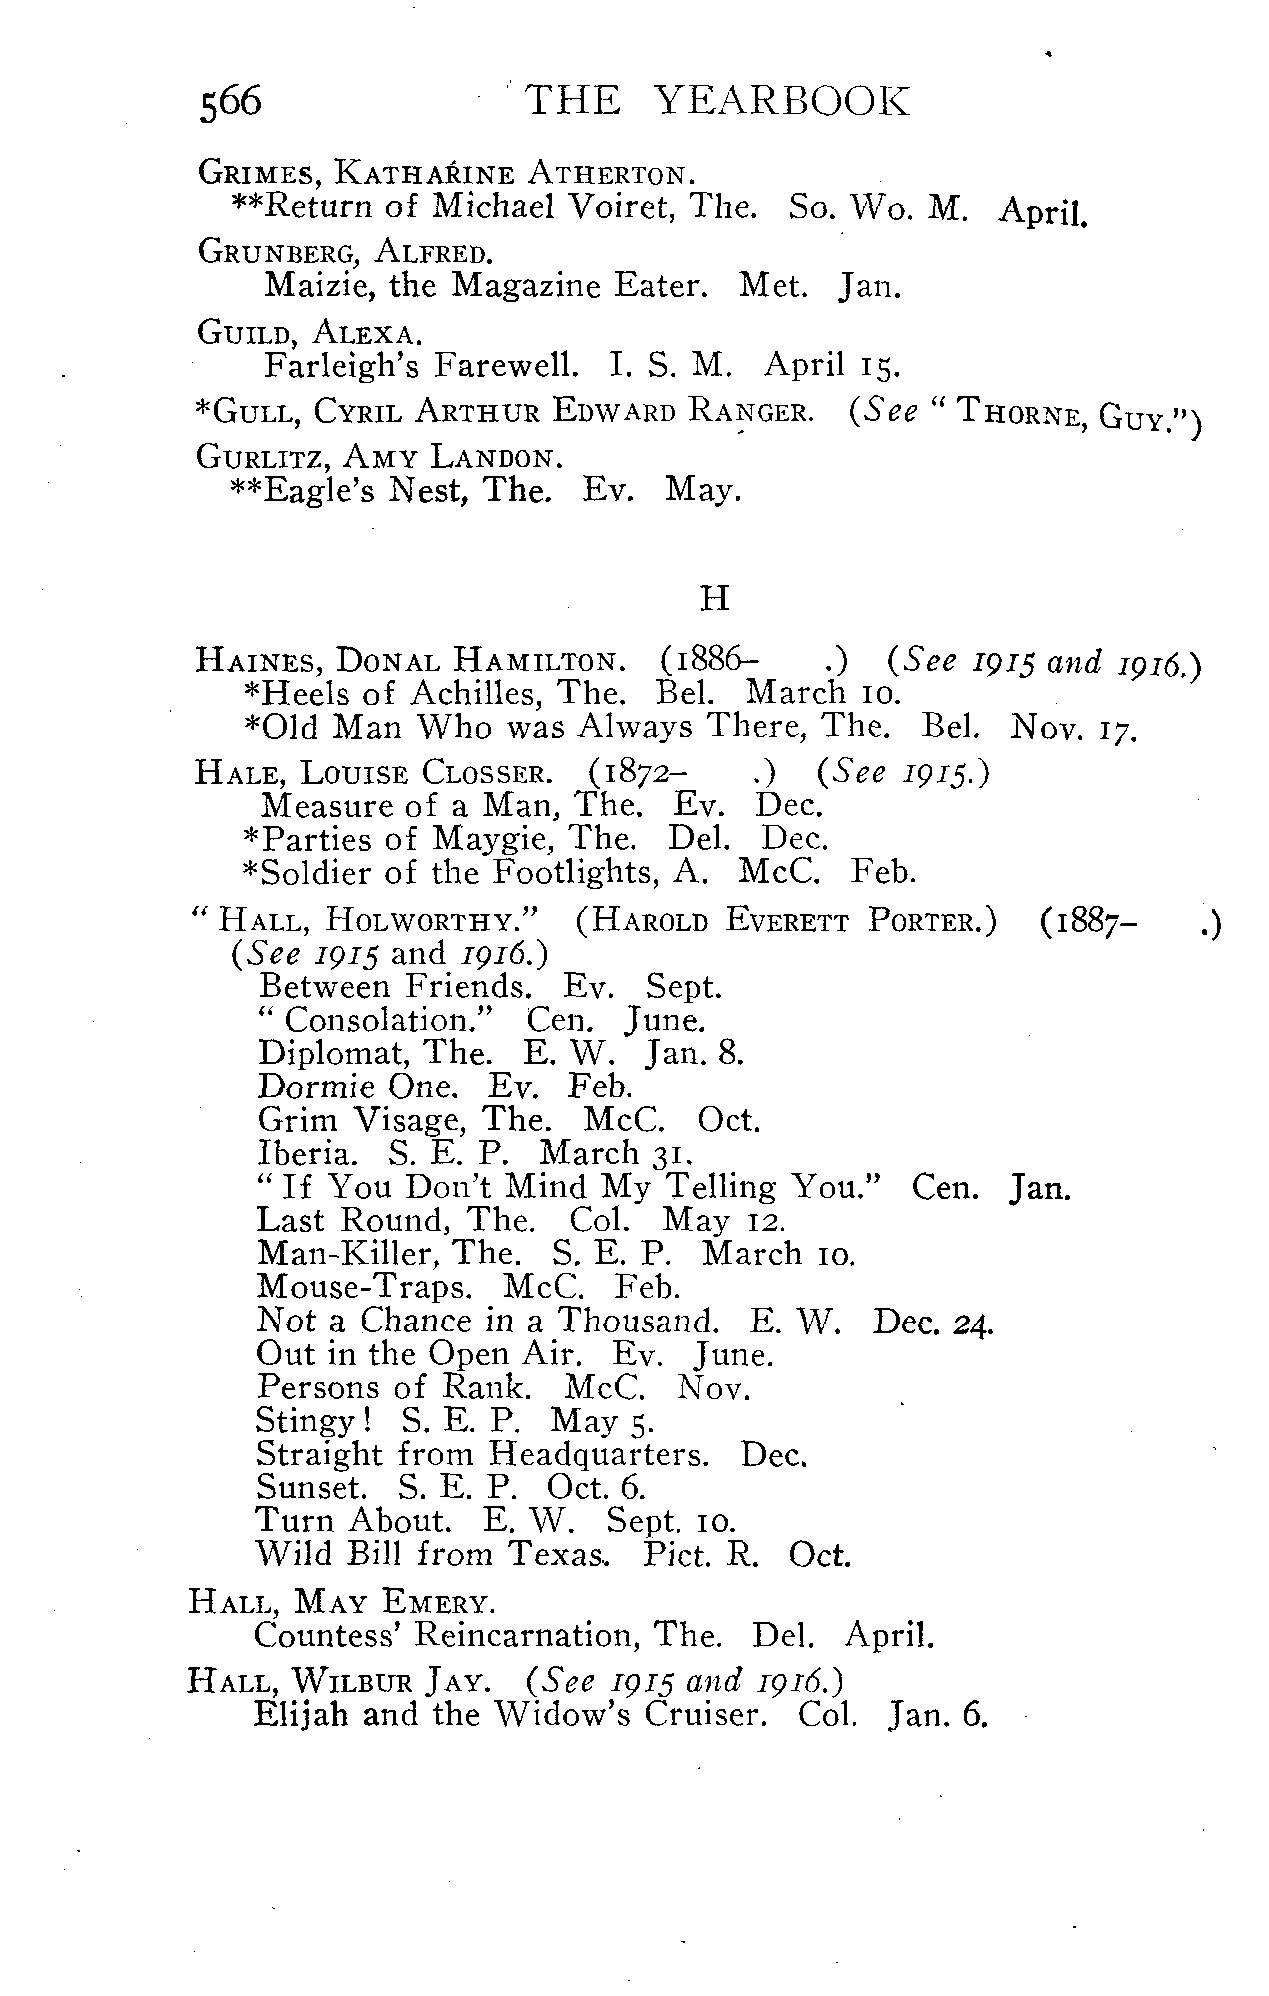 566 THE YEARBOOK
GRIMES, KATHARINE ATHERTON.
**Return of Michael Voiret, The. So. Wo. M. April.
GRUNBERG, ALFRED.
Maizie, the Magazine Eater. Met. Jan.
GUILD, ALEXA.
Farleigh's Farewell. I. S. M. April 15.
*GULL, CYRIL ARTHUR EDWARD RANGER. (See "THORNE, GUY.")
GURLITZ, AMY LANDON.
**Eagle's Nest, The. Ev. May.
H
HAINES, DONAL HAMILTON. (1886- .) (See 1915 and 1916.)
*Heels of Achilles, The. Bel. March 10.
*Old Man Who was Always There, The. Bel. Nov. 17.
HALE, LOUISE CLOSSER. (1872- .) (See 1915.)
Measure of a Man, The. Ev. Dec.
*Parties of Maygie, The. Del. Dec.
*Soldier of the Footlights, A. McC. Feb.
"HALL, HOLWORTHY." (HAROLD EVERETT PORTER.) (1887- .)
(See 1915 and 1916.)
Between Friends. Ev. Sept.
"Consolation." Cen. June.
Diplomat, The. E. W. Jan. 8.
Dormie One. Ev. Feb.
Grim Visage, The. McC. Oct.
Iberia. S. E. P. March 31.
"If You Don't Mind My Telling You." Cen. Jan.
Last Round, The. Col. May 12.
Man-Killer, The. S. E. P. March 10.
Mouse-Traps. McC. Feb.
Not a Chance in a Thousand. E. W. Dec. 24.
Out in the Open Air. Ev. June.
Persons of Rank. McC. Nov.
Stingy! S. E. P. May 5.
Straight from Headquarters. Dec.
Sunset. S. E. P. Oct. 6.
Turn About. E. W. Sept. 10.
Wild Bill from Texas. Pict. R. Oct.
HALL, MAY EMERY.
Countess' Reincarnation, The. Del. April.
HALL, WILBUR JAY. (See 1915 and 1916.)
Elijah and the Widow's Cruiser. Col. Jan. 6.